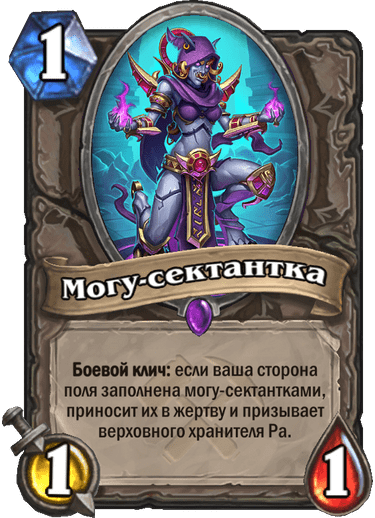 1
Могу-сектантка
Боевой клич: если ваша сторона
поля заполнена могу-сектантками,
приносит их в жертву и призывает
верховного хранителя Ра.
1 1